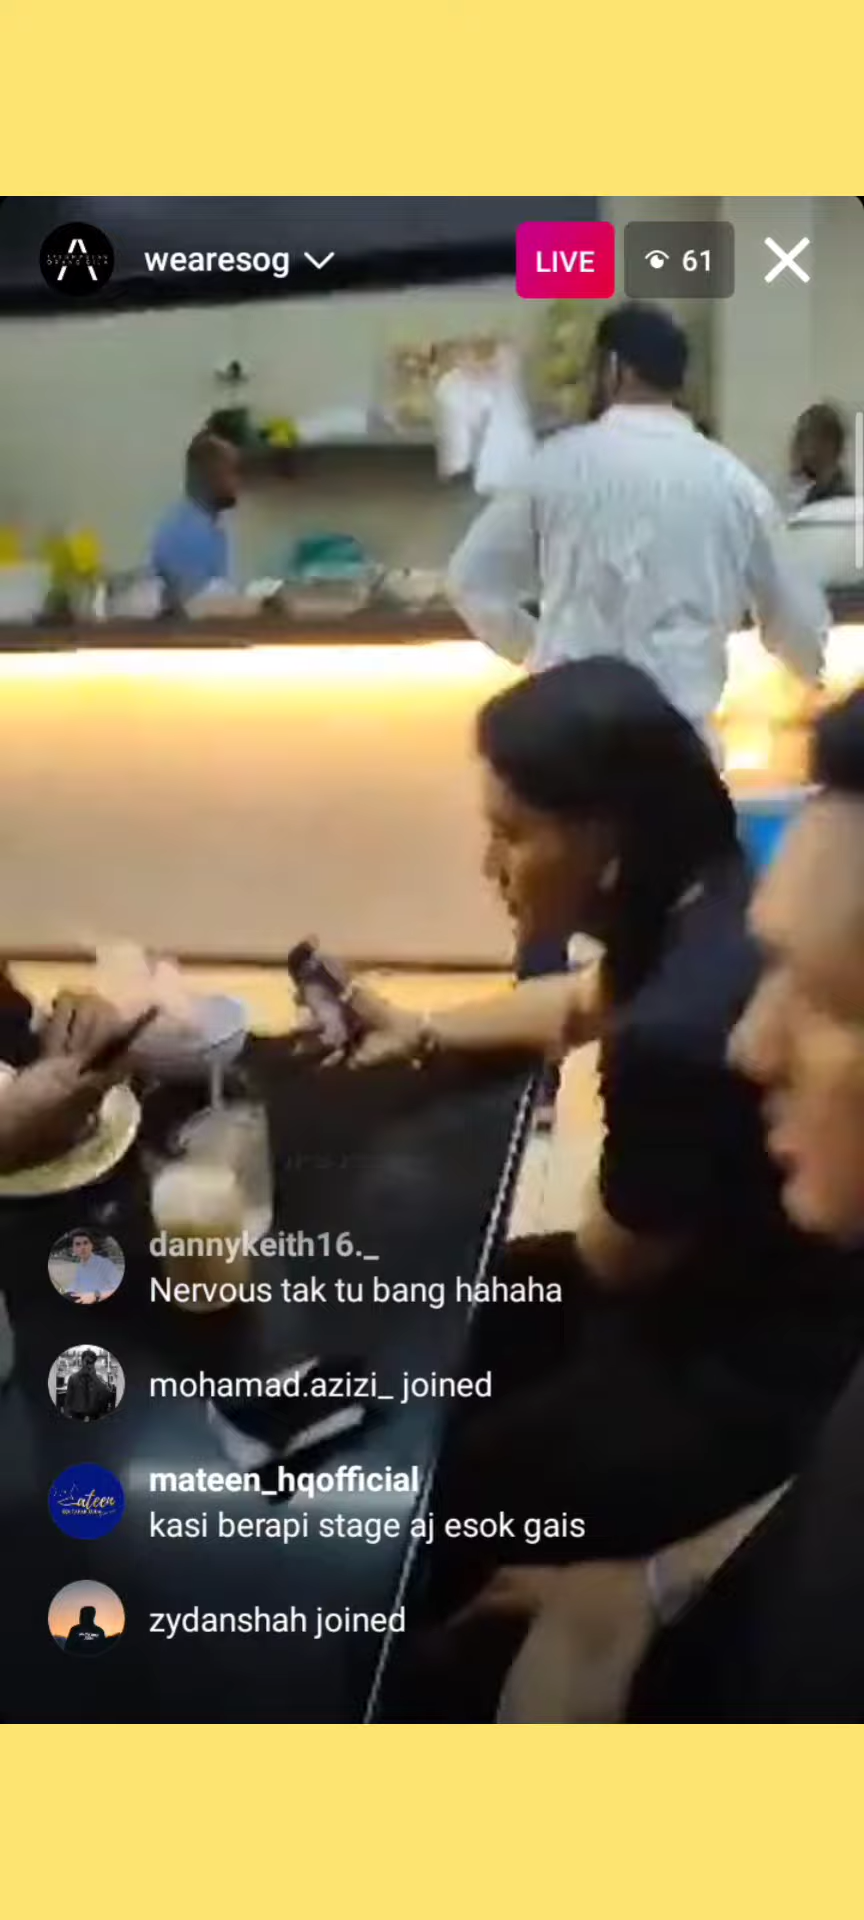 wearesog
LIVE
61
dannykeith16._
Nervous tak tu bang hahaha
mohamad.azizi_ joined
mateen_hqofficial
kasi berapi stage aj esok gais
zydanshah joined